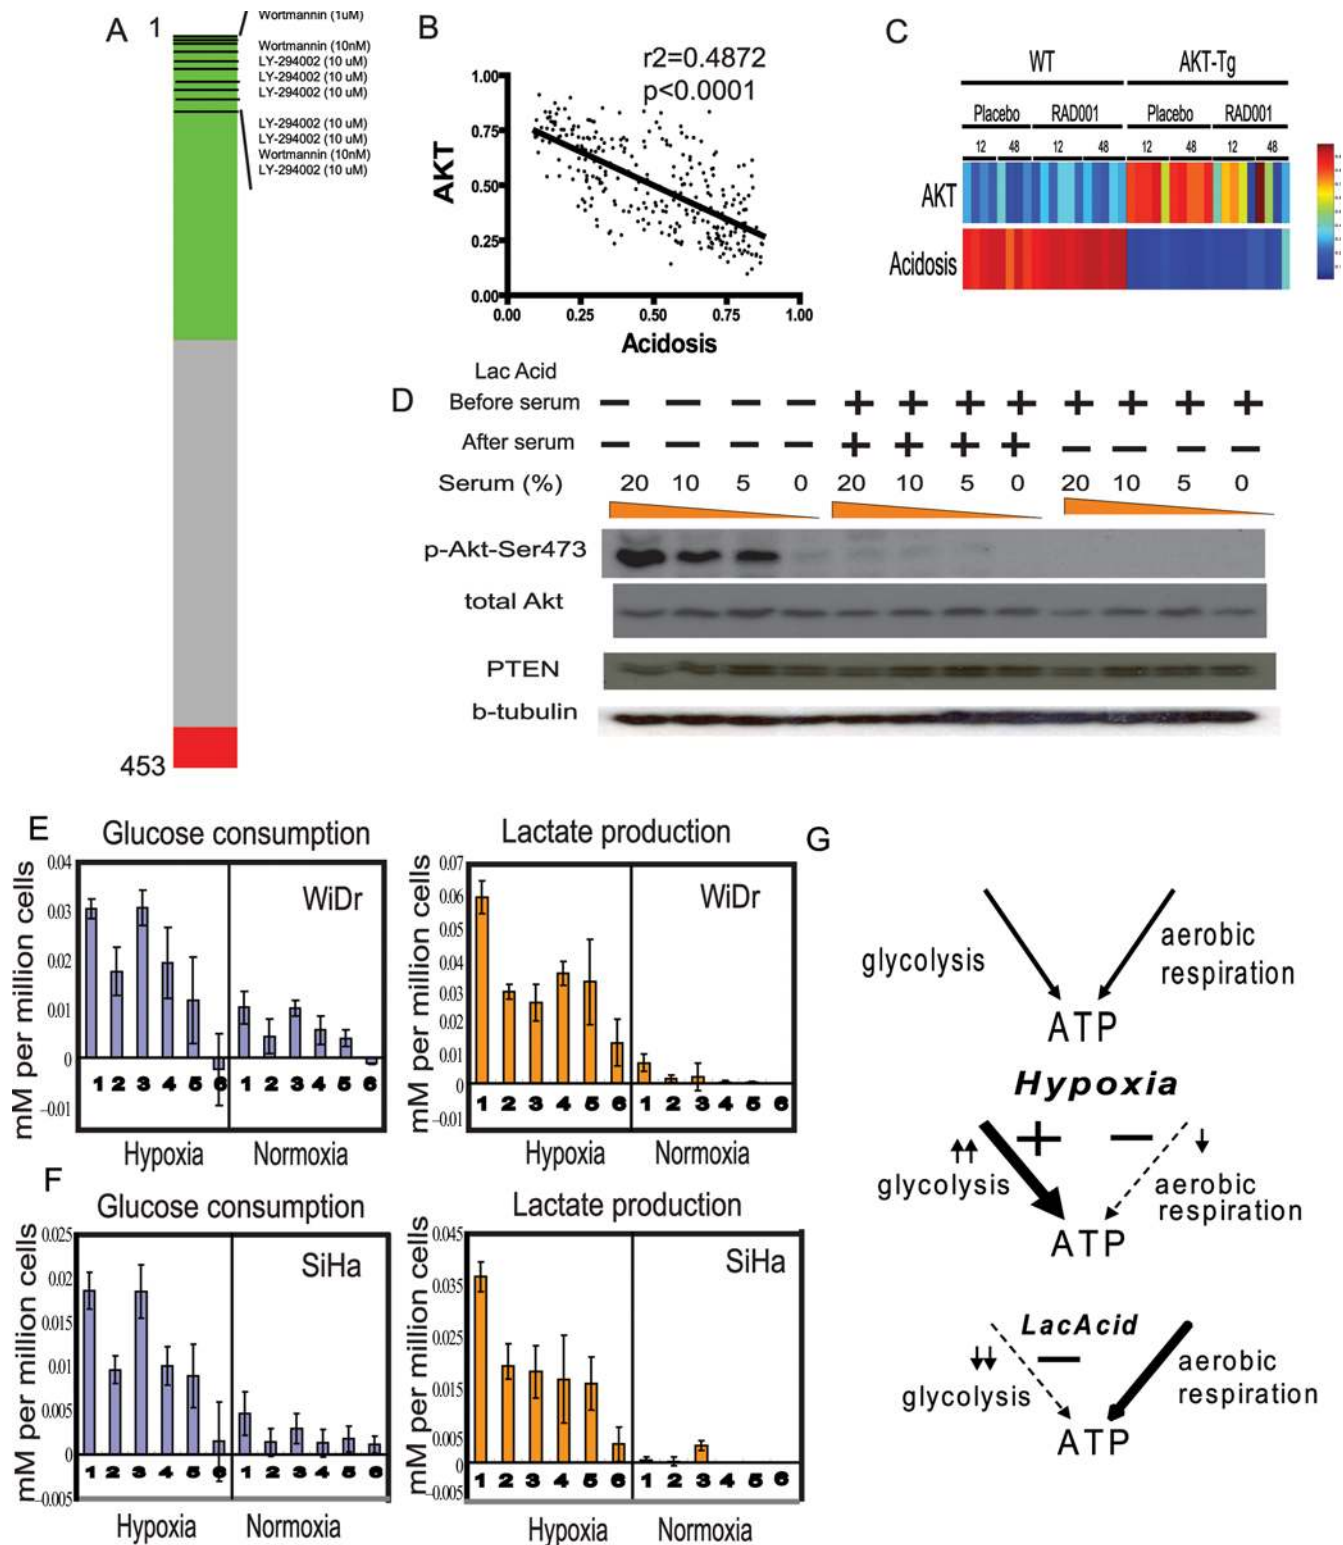 A
1
Wortmannin (1uM)
Wortmannin (10nM)
LY-294002 (10 uM)
LY-294002 (10 uM)
LY-294002 (10 uM)
LY-294002 (10 uM)
LY-294002 (10 uM)
Wortmannin (10nM)
LY-294002 (10 uM)
453
B
r2=0.4872
p<0.0001
AKT
1.00
0.75
0.50
0.25
0.00
0.00 0.25 0.50 0.75 1.00
Acidosis
C
WT AKT-Tg
Placebo RAD001 Placebo RAD001
12 48 12 48 12 48 12 48
AKT
Acidosis
D
Lac Acid
Before serum − − − − + + + + + + + +
After serum − − − − + + + + − − − −
Serum (%) 20 10 5 0 20 10 5 0 20 10 5 0
p-Akt-Ser473
total Akt
PTEN
b-tubulin
E
Glucose consumption
mM per million cells
0.04
0.03
0.02
0.01
0
−0.01
WiDr
1 2 3 4 5 6 1 2 3 4 5 6
Hypoxia Normoxia
Lactate production
mM per million cells
0.07
0.06
0.05
0.04
0.03
0.02
0.01
0
−0.01
WiDr
1 2 3 4 5 6 1 2 3 4 5 6
Hypoxia Normoxia
F
Glucose consumption
mM per million cells
0.025
0.02
0.015
0.01
0.005
0
−0.005
SiHa
1 2 3 4 5 6 1 2 3 4 5 6
Hypoxia Normoxia
Lactate production
mM per million cells
0.045
0.035
0.025
0.015
0.005
−0.005
SiHa
1 2 3 4 5 6 1 2 3 4 5 6
Hypoxia Normoxia
G
glycolysis
aerobic
respiration
ATP
Hypoxia
+ −
glycolysis
aerobic
respiration
ATP
LacAcid
−
glycolysis
aerobic
respiration
ATP